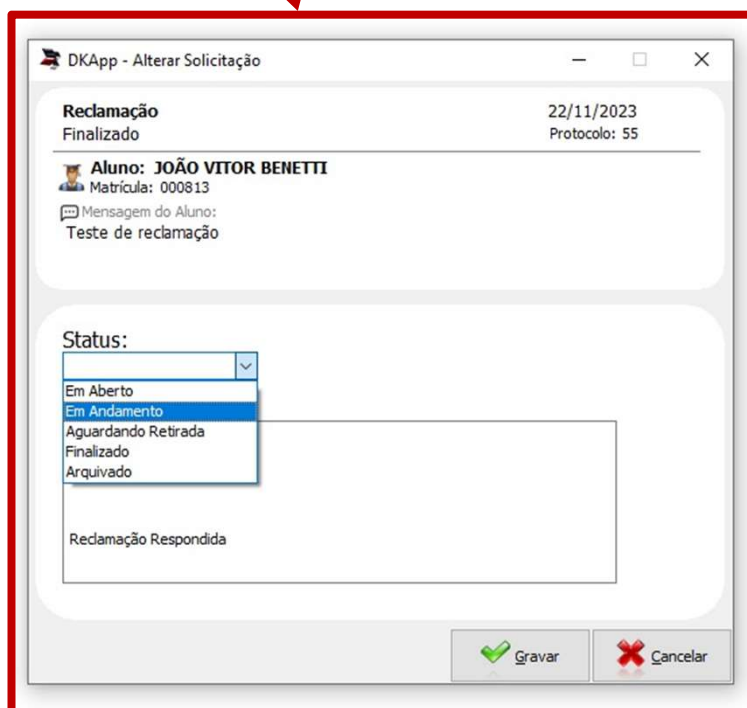 DKApp - Alterar Solicitação
Reclamação 22/11/2023
Finalizado Protocolo: 55
Aluno: JOÃO VITOR BENETTI
Matrícula: 000813
Mensagem do Aluno:
Teste de reclamação
Status:
Em Aberto
Em Andamento
Aguardando Retirada
Finalizado
Arquivado
Reclamação Respondida
Gravar Cancelar